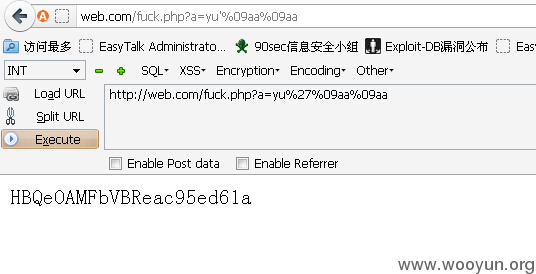 web.com/fuck.php?a=yu'%09aa%09aa
访问最多 EasyTalk Administrato... 90sec信息安全小组 Exploit-DB漏洞公布 Eas
INT SQL XSS Encryption Encoding Other
Load URL http://web.com/fuck.php?a=yu%27%09aa%09aa
Split URL
Execute
Enable Post data Enable Referrer
HBQeOAMFbVBReac95ed61a
www.wooyun.org